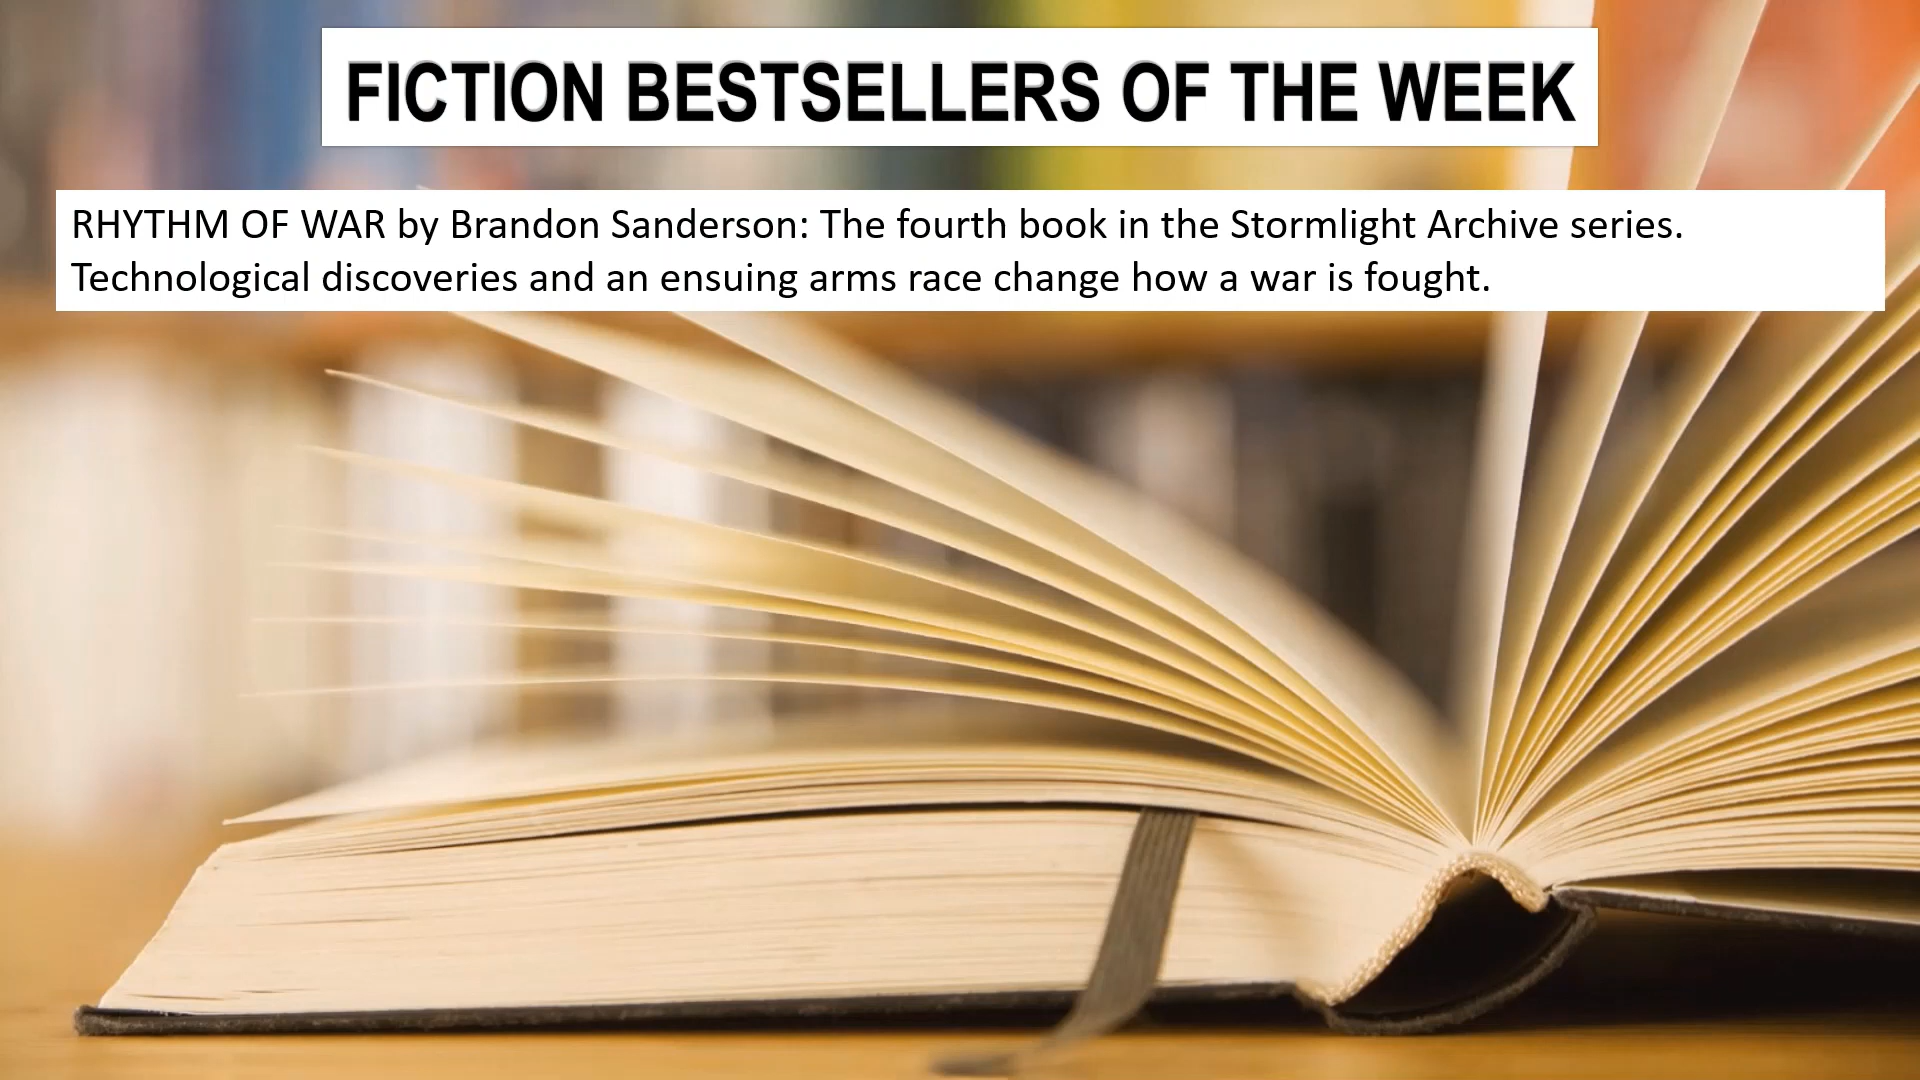 FICTION BESTSELLERS OF THE WEEK
RHYTHM OF WAR by Brandon Sanderson: The fourth book in the Stormlight Archive series.
Technological discoveries and an ensuing arms race change how a war is fought.